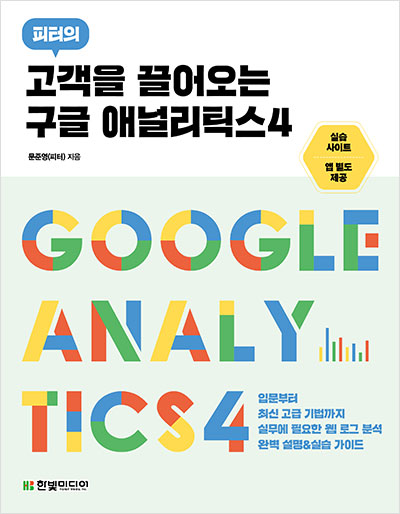 피터의
고객을 끌어오는
구글 애널리틱스4
문준영(피터) 지음
실습
사이트
앱 별도
제공
GOOGLE
ANALY
TICS4
입문부터
최신 고급 기법까지
실무에 필요한 웹 로그 분석
완벽 설명&실습 가이드
HB 한빛미디어